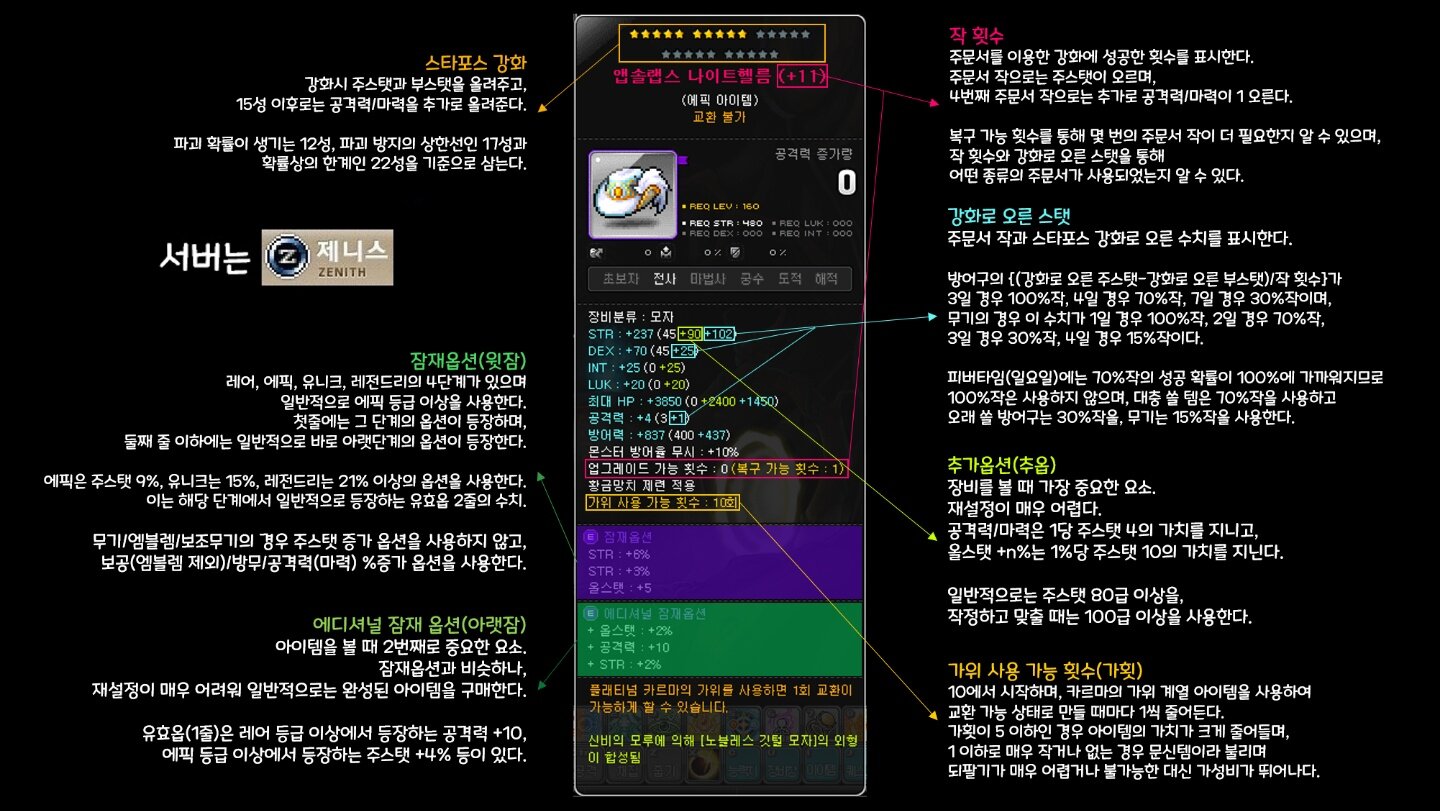 스타포스 강화
강화시 주스탯과 부스탯을 올려주고,
15성 이후로는 공격력/마력을 추가로 올려준다.
파괴 확률이 생기는 12성, 파괴 방지의 상한선인 17성과
확률상의 한계인 22성을 기준으로 삼는다.
서버는
Z
제니스
ZENITH
잠재옵션(윗잠)
레어, 에픽, 유니크, 레전드리의 4단계가 있으며
일반적으로 에픽 등급 이상을 사용한다.
첫줄에는 그 단계의 옵션이 등장하며,
둘째 줄 이하에는 일반적으로 바로 아랫단계의 옵션이 등장한다.
에픽은 주스탯 9%, 유니크는 15%, 레전드리는 21% 이상의 옵션을 사용한다.
이는 해당 단계에서 일반적으로 등장하는 유효옵 2줄의 수치.
무기/엠블렘/보조무기의 경우 주스탯 증가 옵션을 사용하지 않고,
보공(엠블렘 제외)/방무/공격력(마력) %증가 옵션을 사용한다.
에디셔널 잠재 옵션(아랫잠)
아이템을 볼 때 2번째로 중요한 요소.
잠재옵션과 비슷하나,
재설정이 매우 어려워 일반적으로는 완성된 아이템을 구매한다.
유효옵(1줄)은 레어 등급 이상에서 등장하는 공격력 +10,
에픽 등급 이상에서 등장하는 주스탯 +4% 등이 있다.
앱솔랩스 나이트헬름 (+11)
(에픽 아이템)
교환 불가
공격력 증가량
0
REQ LEV : 160
REQ STR : 480
REQ LUK : 000
REQ DEX : 000
REQ INT : 000
0
0 %
0 %
초보자 전사 마법사 궁수 도적 해적
장비분류 : 모자
STR : +237 (45 +90 +102)
DEX : +70 (45 +25)
INT : +25 (0 +25)
LUK : +20 (0 +20)
최대 HP : +3850 (0 +2400 +1450)
공격력 : +4 (3 +1)
방어력 : +837 (400 +437)
몬스터 방어율 무시 : +10%
업그레이드 가능 횟수 : 0 (복구 가능 횟수 : 1)
황금망치 제련 적용
가위 사용 가능 횟수 : 10회
E 잠재옵션
STR : +6%
STR : +3%
올스탯 : +5
E 에디셔널 잠재옵션
+ 올스탯 : +2%
+ 공격력 : +10
+ STR : +2%
플래티넘 카르마의 가위를 사용하면 1회 교환이
가능하게 할 수 있습니다.
신비의 모루에 의해 [노블레스 깃털 모자]의 외형
이 합성됨
작 횟수
주문서를 이용한 강화에 성공한 횟수를 표시한다.
주문서 작으로는 주스탯이 오르며,
4번째 주문서 작으로는 추가로 공격력/마력이 1 오른다.
복구 가능 횟수를 통해 몇 번의 주문서 작이 더 필요한지 알 수 있으며,
작 횟수와 강화로 오른 스탯을 통해
어떤 종류의 주문서가 사용되었는지 알 수 있다.
강화로 오른 스탯
주문서 작과 스타포스 강화로 오른 수치를 표시한다.
방어구의 {(강화로 오른 주스탯-강화로 오른 부스탯)/작 횟수}가
3일 경우 100%작, 4일 경우 70%작, 7일 경우 30%작이며,
무기의 경우 이 수치가 1일 경우 100%작, 2일 경우 70%작,
3일 경우 30%작, 4일 경우 15%작이다.
피버타임(일요일)에는 70%작의 성공 확률이 100%에 가까워지므로
100%작은 사용하지 않으며, 대충 쓸 템은 70%작을 사용하고
오래 쓸 방어구는 30%작을, 무기는 15%작을 사용한다.
추가옵션(추옵)
장비를 볼 때 가장 중요한 요소.
재설정이 매우 어렵다.
공격력/마력은 1당 주스탯 4의 가치를 지니고,
올스탯 +n%는 1%당 주스탯 10의 가치를 지닌다.
일반적으로는 주스탯 80급 이상을,
작정하고 맞출 때는 100급 이상을 사용한다.
가위 사용 가능 횟수(가횟)
10에서 시작하며, 카르마의 가위 계열 아이템을 사용하여
교환 가능 상태로 만들 때마다 1씩 줄어든다.
가횟이 5 이하인 경우 아이템의 가치가 크게 줄어들며,
1 이하로 매우 작거나 없는 경우 문신템이라 불리며
되팔기가 매우 어렵거나 불가능한 대신 가성비가 뛰어나다.